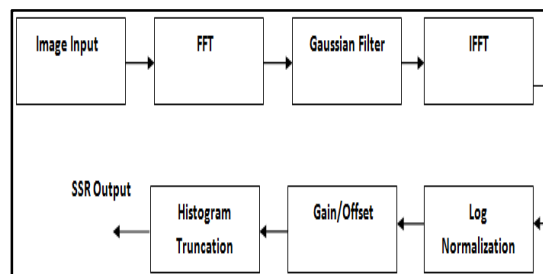 Image Input
FFT
Gaussian Filter
IFFT
SSR Output
Histogram
Truncation
Gain/Offset
Log
Normalization